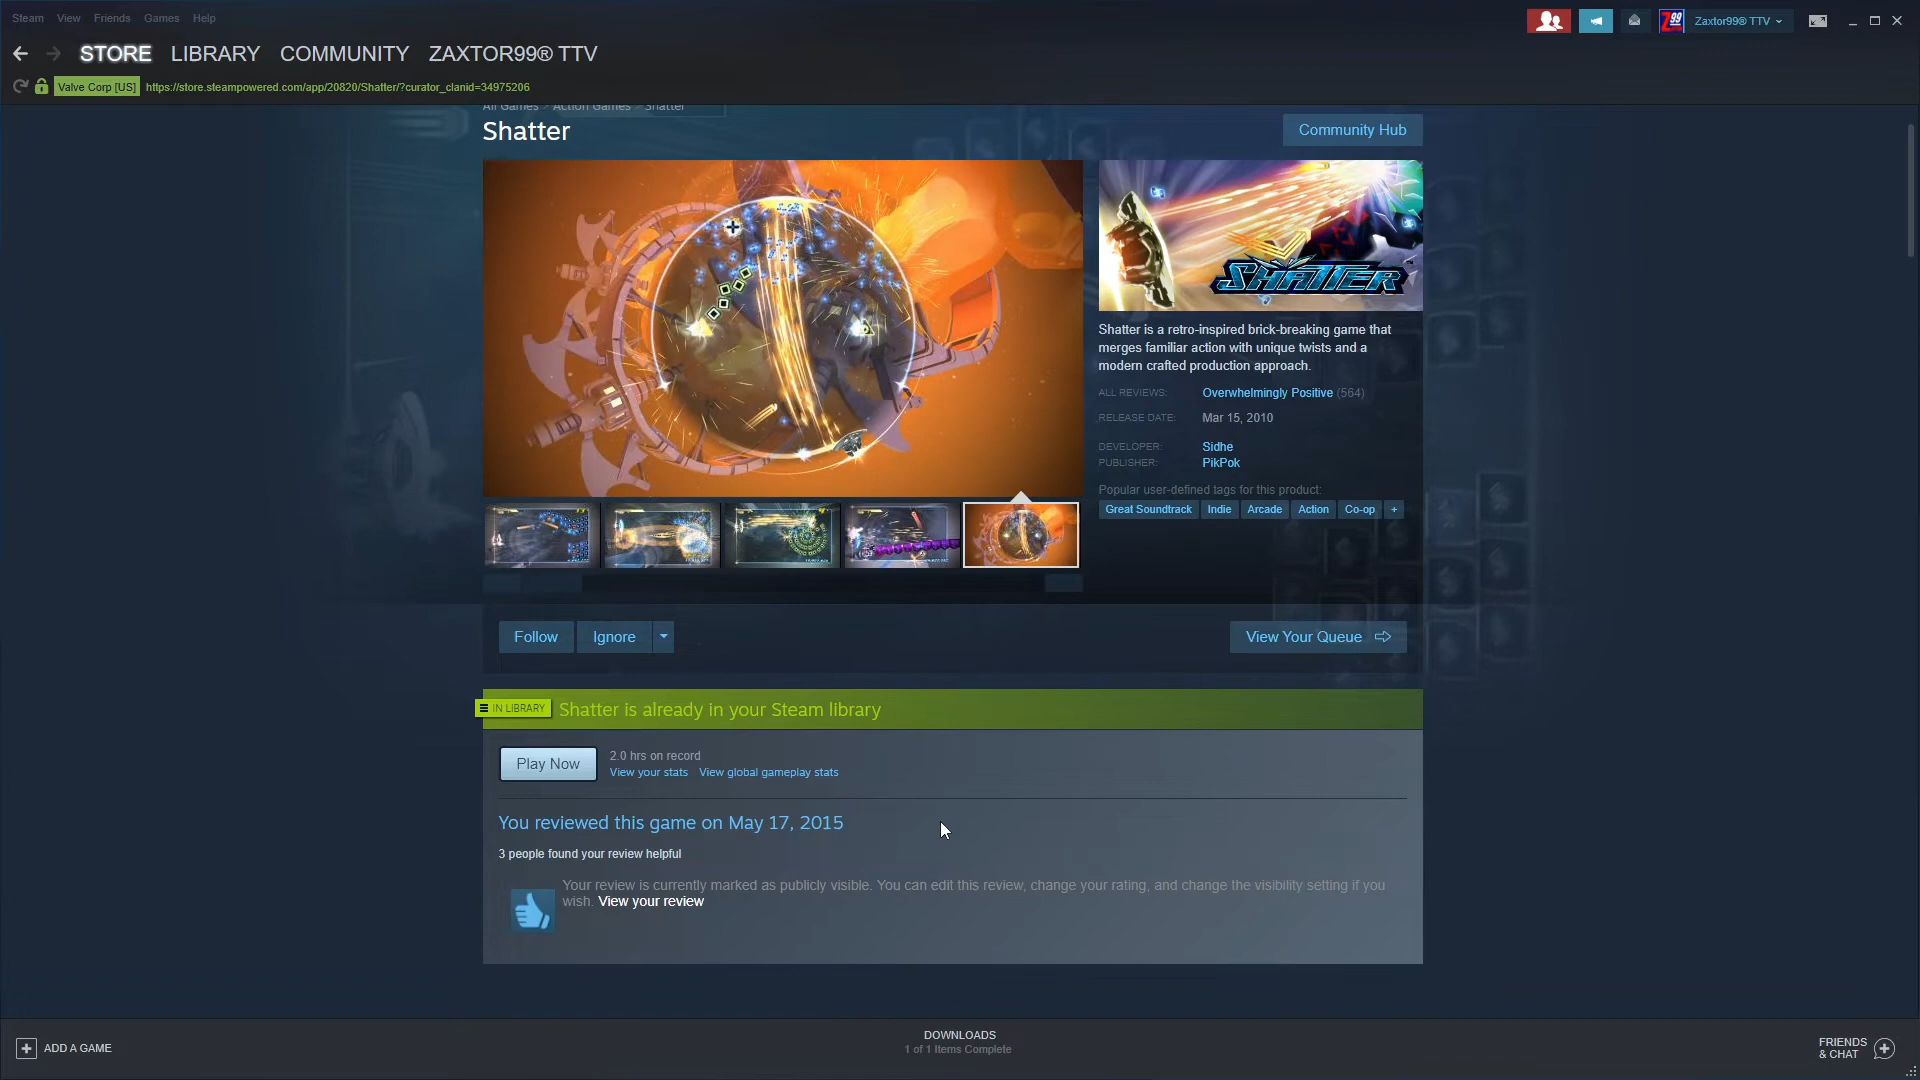 Steam View Friends Games Help
Z99 Zaxtor99® TTV
STORE LIBRARY COMMUNITY ZAXTOR99® TTV
Valve Corp [US] https://store.steampowered.com/app/20820/Shatter/?curator_clanid=34975206
All Games > Action Games > Shatter
Shatter
Community Hub
SHATTER
Shatter is a retro-inspired brick-breaking game that
merges familiar action with unique twists and a
modern crafted production approach.
ALL REVIEWS: Overwhelmingly Positive (564)
RELEASE DATE: Mar 15, 2010
DEVELOPER: Sidhe
PUBLISHER: PikPok
Popular user-defined tags for this product:
Great Soundtrack Indie Arcade Action Co-op +
Follow Ignore View Your Queue
IN LIBRARY Shatter is already in your Steam library
Play Now
2.0 hrs on record
View your stats View global gameplay stats
You reviewed this game on May 17, 2015
3 people found your review helpful
Your review is currently marked as publicly visible. You can edit this review, change your rating, and change the visibility setting if you
wish. View your review
+ ADD A GAME
DOWNLOADS
1 of 1 Items Complete
FRIENDS
& CHAT